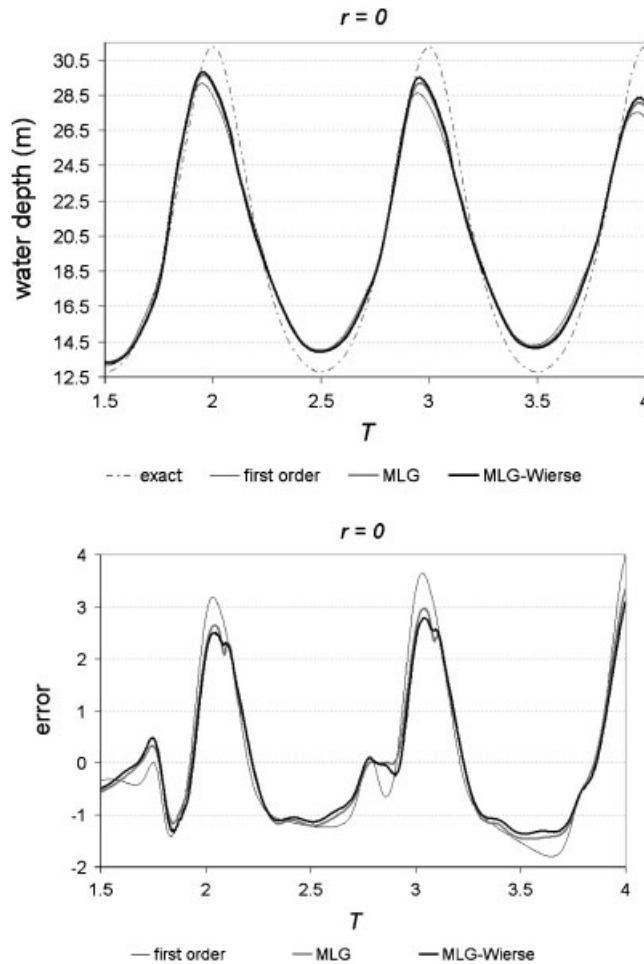 r = 0
30.5
28.5
26.5
24.5
22.5
20.5
18.5
16.5
14.5
12.5
water depth (m)
1.5 2 2.5 3 3.5 4
T
exact first order MLG MLG-Wierse
r = 0
4
3
2
1
0
-1
-2
error
1.5 2 2.5 3 3.5 4
T
first order MLG MLG-Wierse